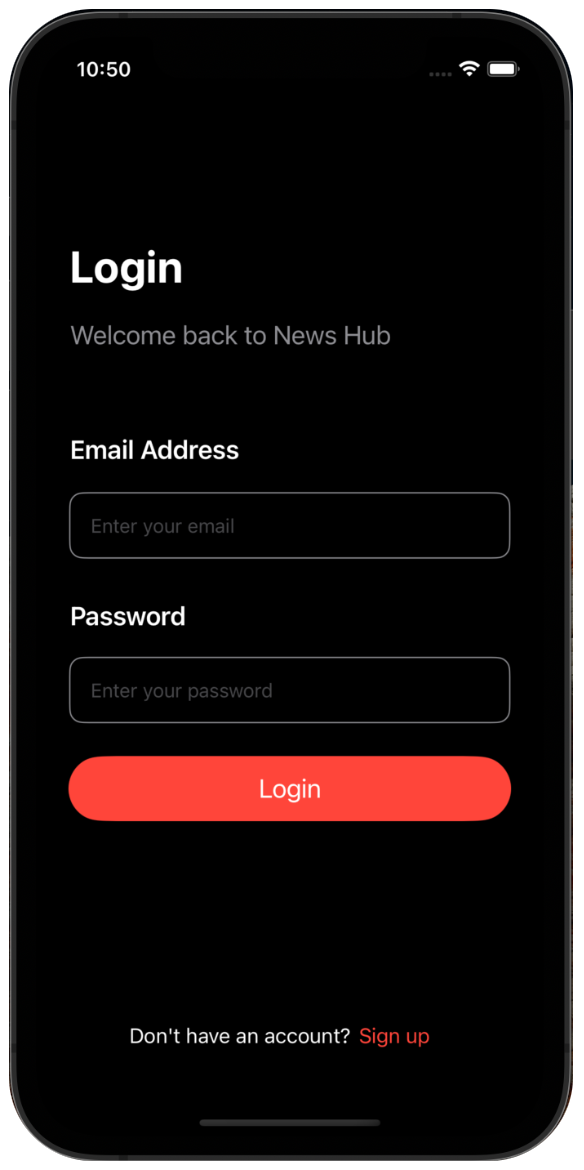 10:50
Login
Welcome back to News Hub
Email Address
Enter your email
Password
Enter your password
Login
Don't have an account? Sign up